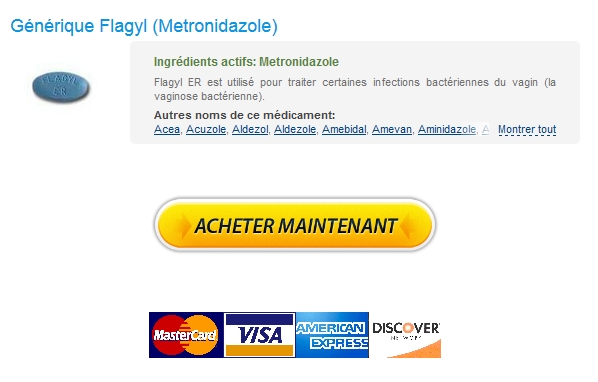 Générique Flagyl (Metronidazole)
FLAGYL
ER
Ingrédients actifs: Metronidazole
Flagyl ER est utilisé pour traiter certaines infections bactériennes du vagin (la
vaginose bactérienne).
Autres noms de ce médicament:
Acea, Acuzole, Aldezol, Aldezole, Amebidal, Amevan, Aminidazole, A Montrer tout
ACHETER MAINTENANT
MasterCard VISA AMERICAN EXPRESS DISCOVER NETWORK